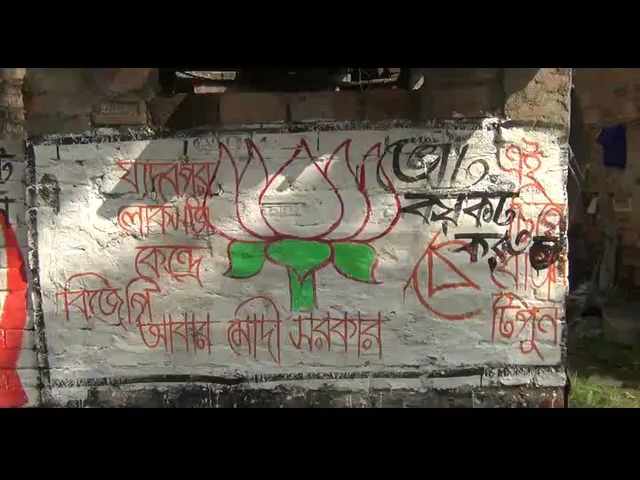 যাদবপুর
লোকসভা
কেন্দ্রে
বিজেপি
আবার মোদী সরকার
ভোট
বয়কট
করুন
এই
টিপুন